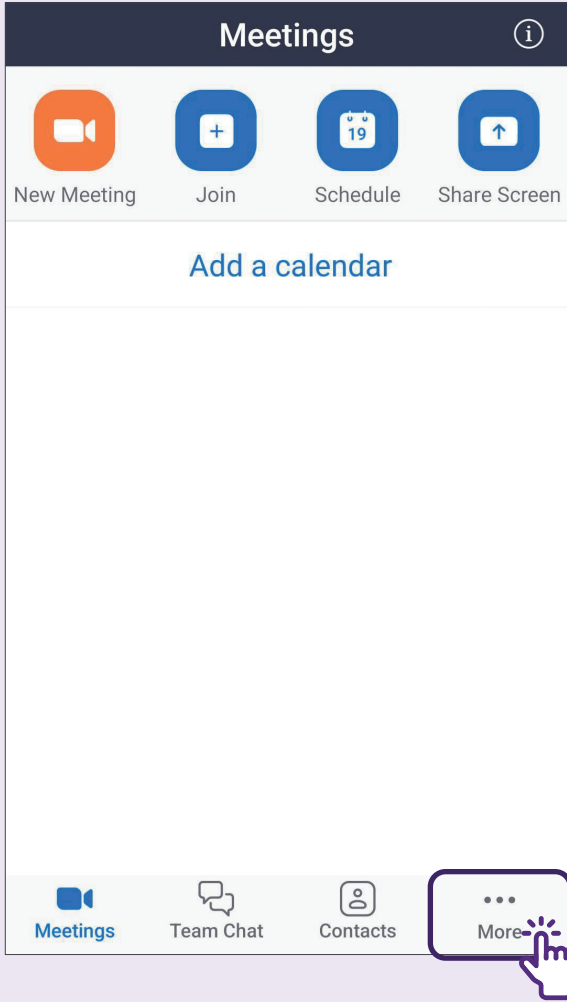 Meetings
New Meeting Join Schedule Share Screen
19
Add a calendar
Meetings Team Chat Contacts More